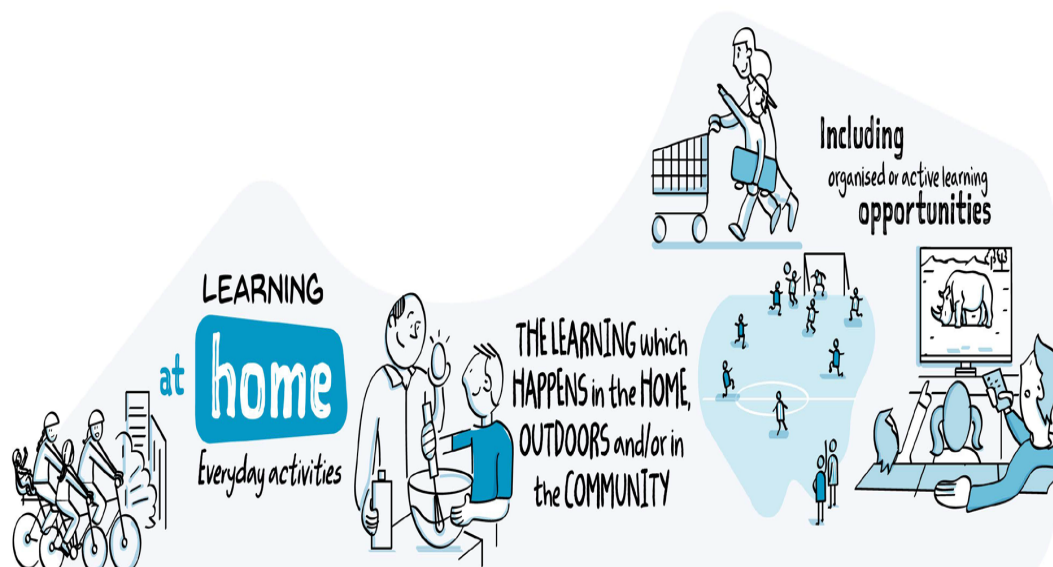 LEARNING
at home
Everyday activities
THE LEARNING which
HAPPENS in the HOME,
OUTDOORS and/or in
the COMMUNITY
Including
organised or active learning
opportunities